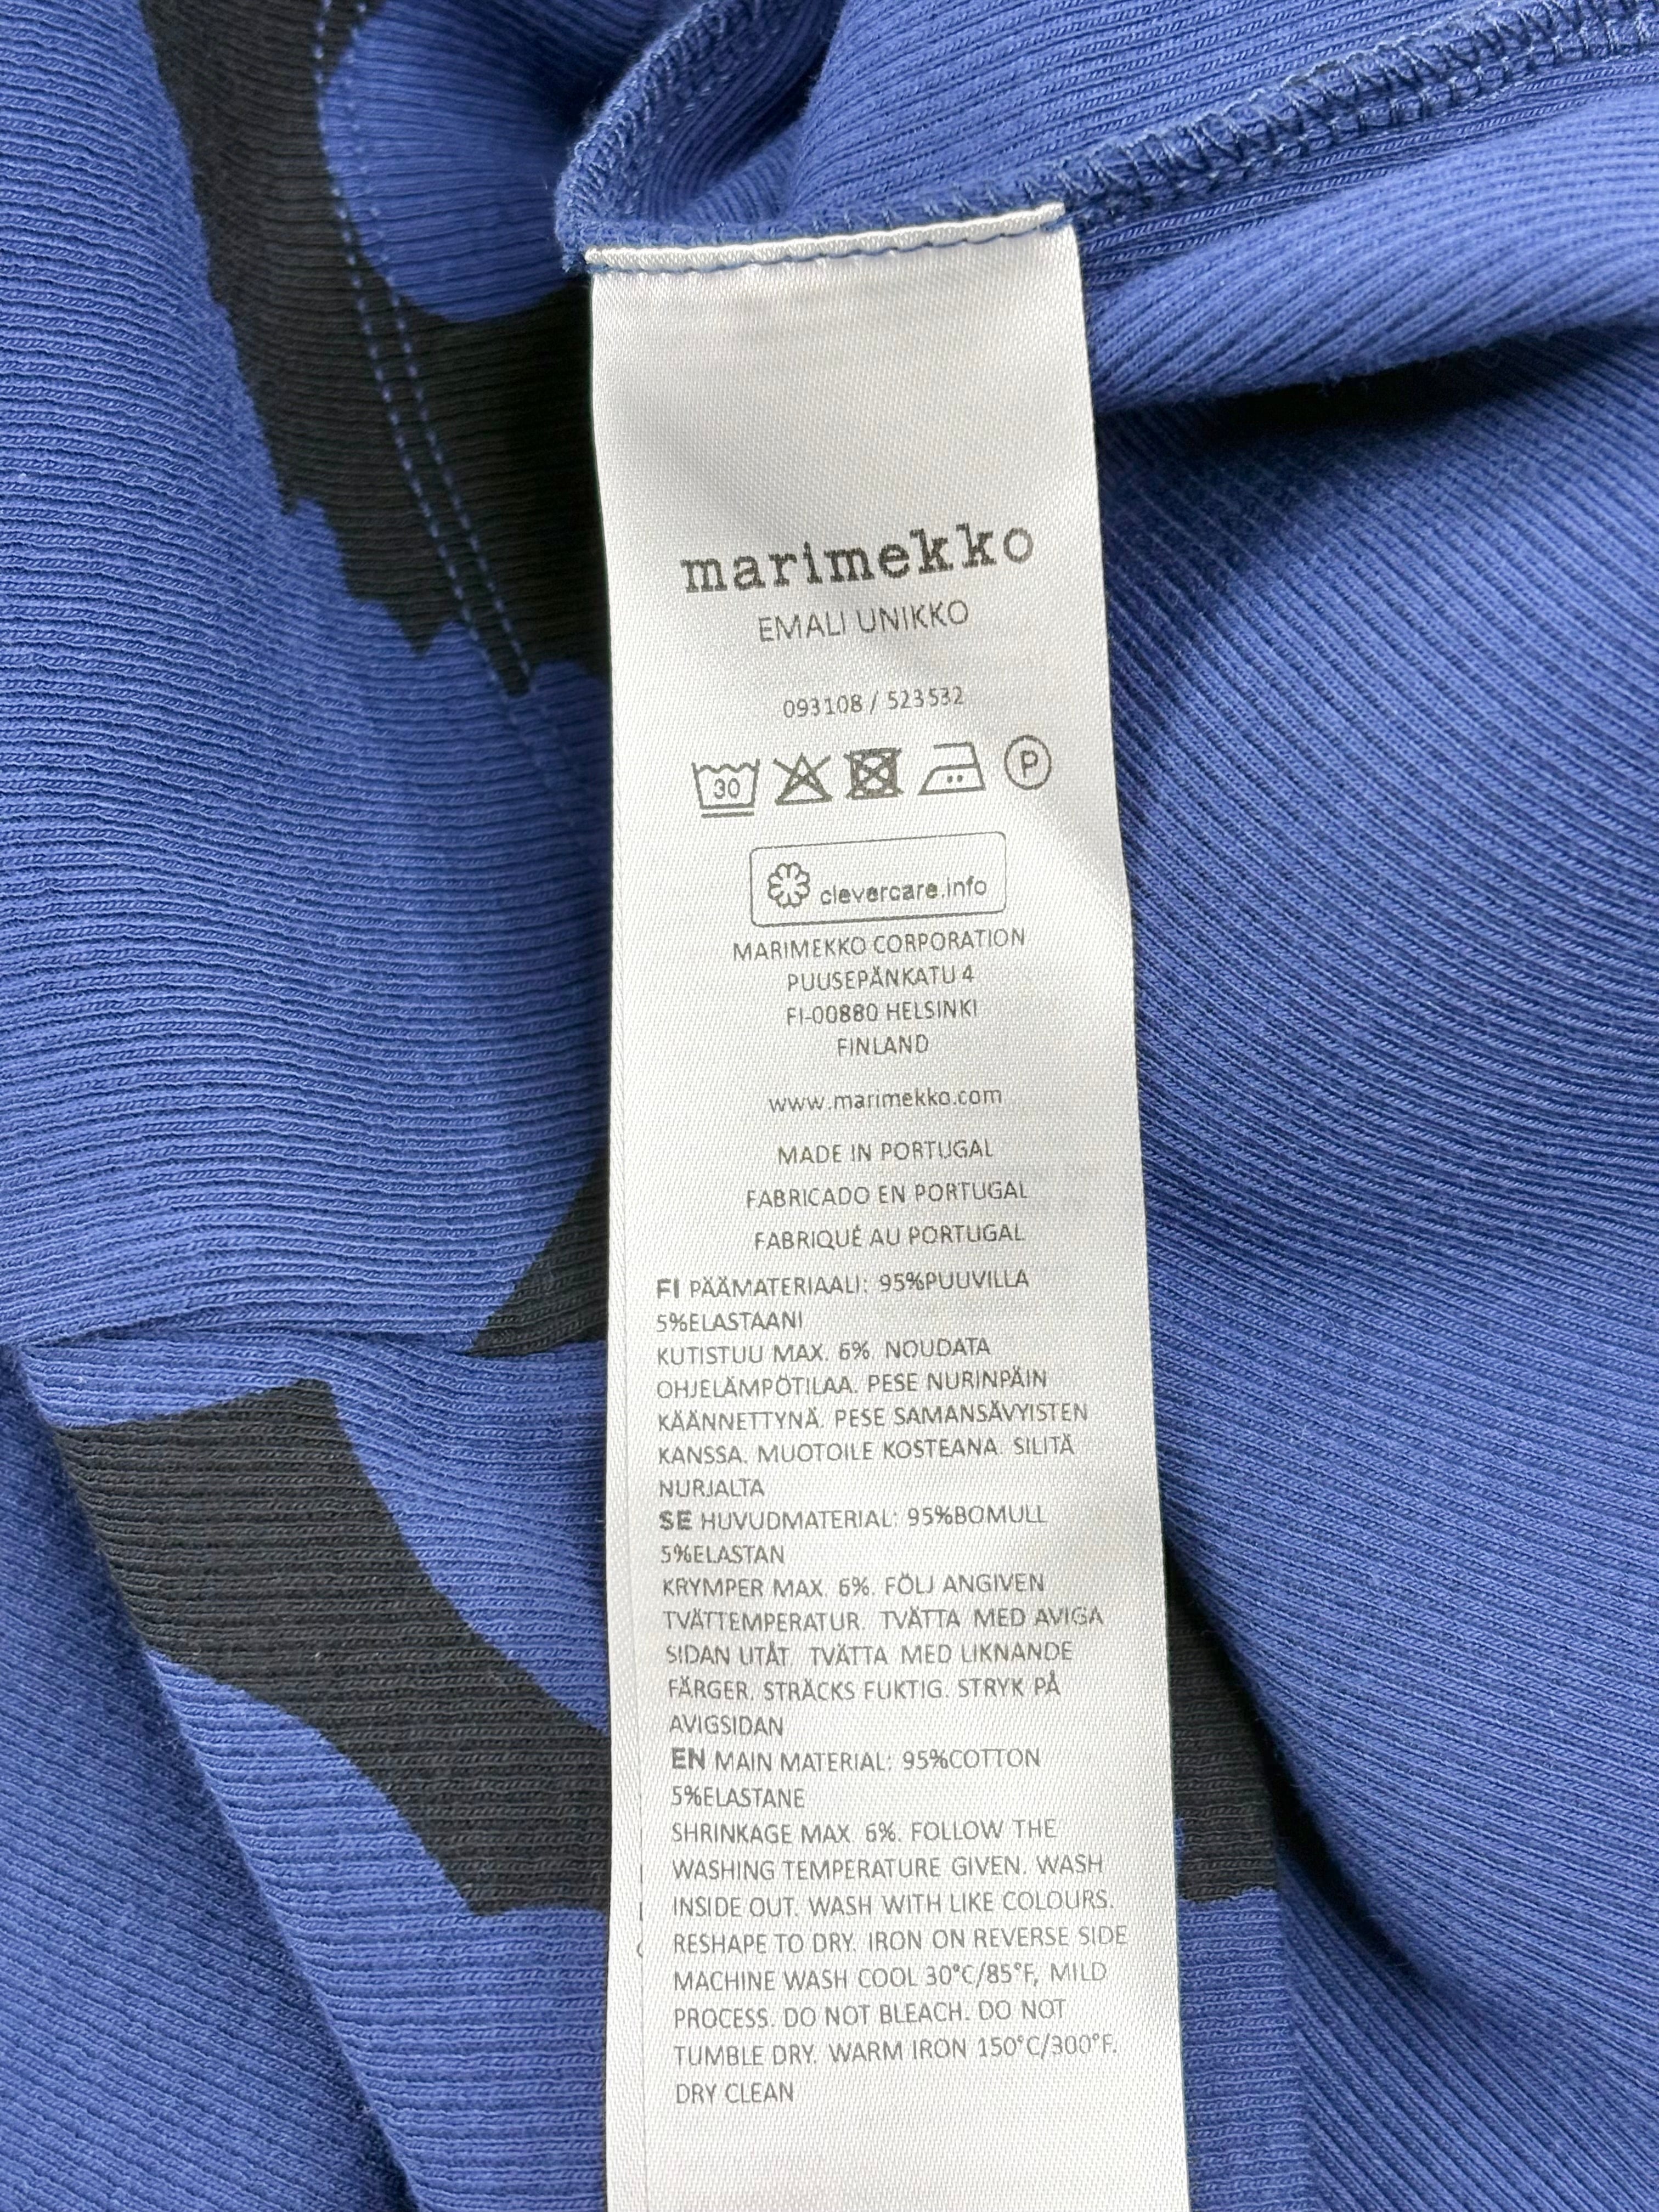 marimekko
EMALI UNIKKO
093108 / 523532
30 P
clevercare.info
MARIMEKKO CORPORATION
PUUSEPÄNKATU 4
FI-00880 HELSINKI
FINLAND
www.marimekko.com
MADE IN PORTUGAL
FABRICADO EN PORTUGAL
FABRIQUÉ AU PORTUGAL
FI PÄÄMATERIAALI: 95%PUUVILLA
5%ELASTAANI
KUTISTUU MAX. 6%. NOUDATA
OHJELÄMPÖTILAA. PESE NURINPÄIN
KÄÄNNETTYNÄ. PESE SAMANSÄVYISTEN
KANSSA. MUOTOILE KOSTEANA. SILITÄ
NURJALTA
SE HUVUDMATERIAL: 95%BOMULL
5%ELASTAN
KRYMPER MAX. 6%. FÖLJ ANGIVEN
TVÄTTEMPERATUR. TVÄTTA MED AVIGA
SIDAN UTÅT. TVÄTTA MED LIKNANDE
FÄRGER. STRÄCKS FUKTIG. STRYK PÅ
AVIGSIDAN
EN MAIN MATERIAL: 95%COTTON
5%ELASTANE
SHRINKAGE MAX. 6%. FOLLOW THE
WASHING TEMPERATURE GIVEN. WASH
INSIDE OUT. WASH WITH LIKE COLOURS.
RESHAPE TO DRY. IRON ON REVERSE SIDE
MACHINE WASH COOL 30°C/85°F, MILD
PROCESS. DO NOT BLEACH. DO NOT
TUMBLE DRY. WARM IRON 150°C/300°F.
DRY CLEAN